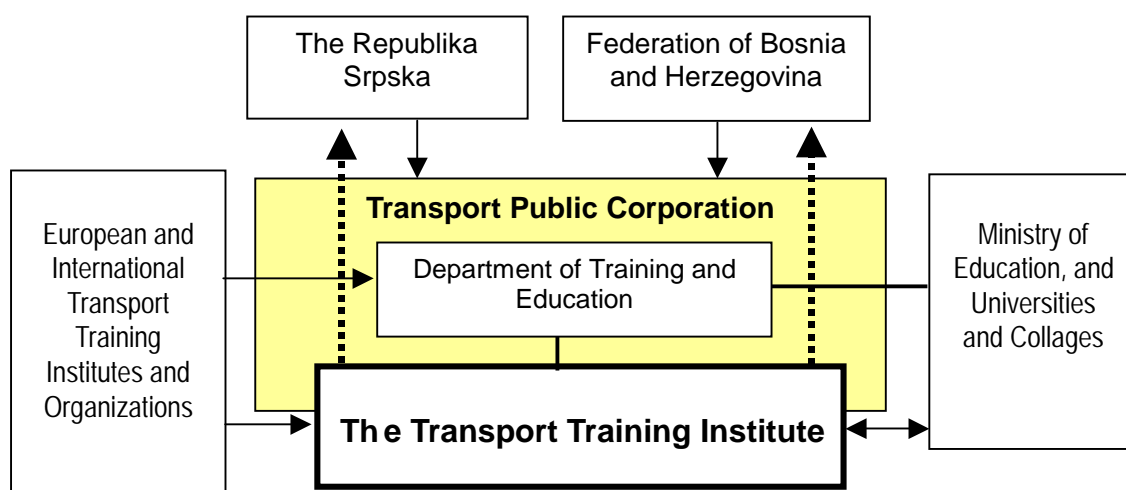 The Republika
Srpska
Federation of Bosnia
and Herzegovina
European and
International
Transport
Training
Institutes and
Organizations
Transport Public Corporation
Department of Training and
Education
Ministry of
Education, and
Universities
and Collages
The Transport Training Institute